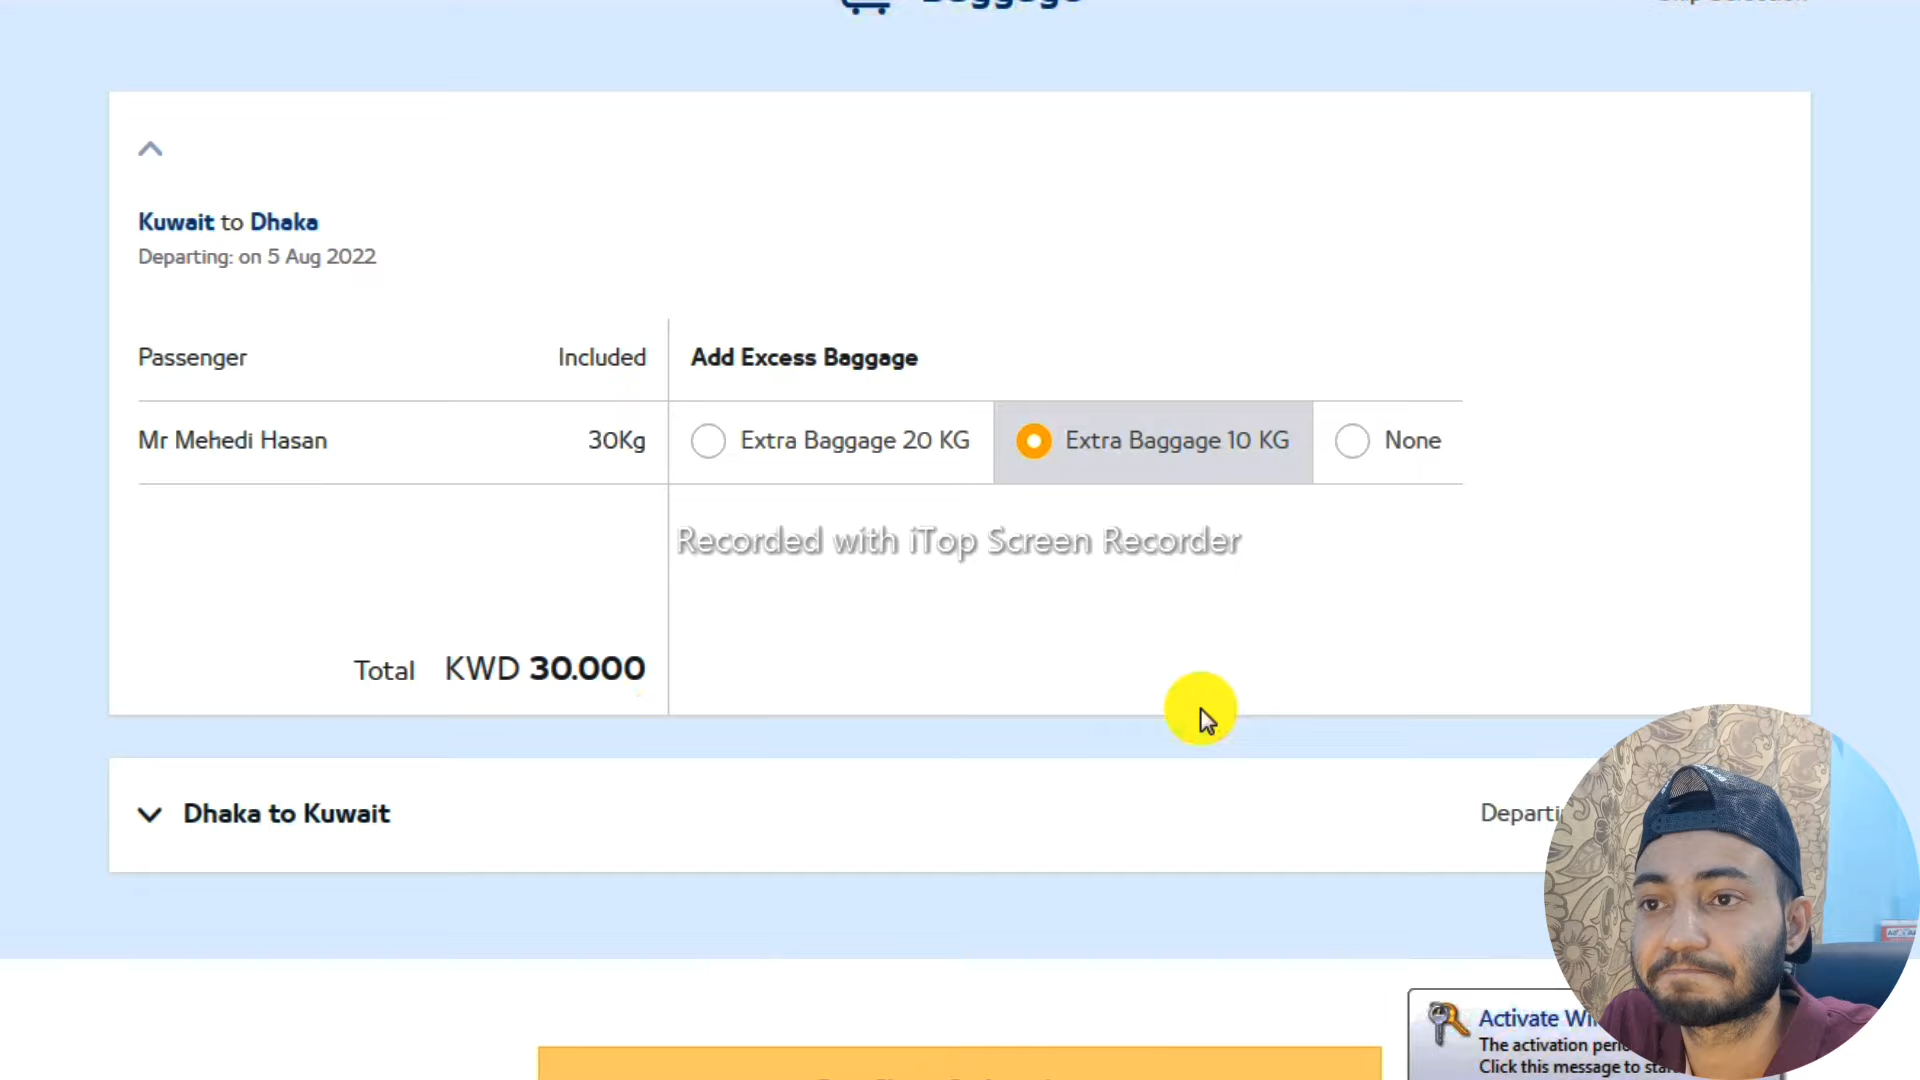 Baggage
Kuwait to Dhaka
Departing: on 5 Aug 2022
Passenger Included Add Excess Baggage
Mr Mehedi Hasan 30Kg Extra Baggage 20 KG Extra Baggage 10 KG None
Recorded with iTop Screen Recorder
Total KWD 30.000
Dhaka to Kuwait
Activate
The activation
Click this message to